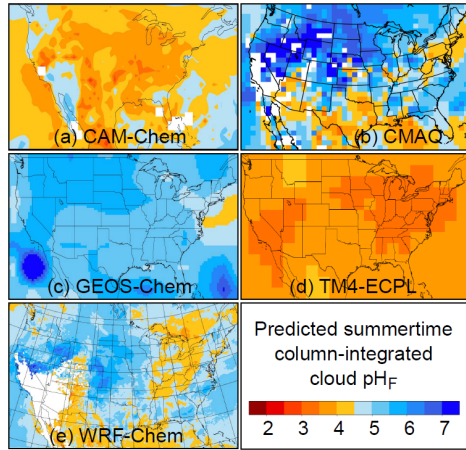 (a) CAM-Chem
(b) CMAQ
(c) GEOS-Chem
(d) TM4-ECPL
(e) WRF-Chem
Predicted summertime
column-integrated
cloud pH_F
2 3 4 5 6 7